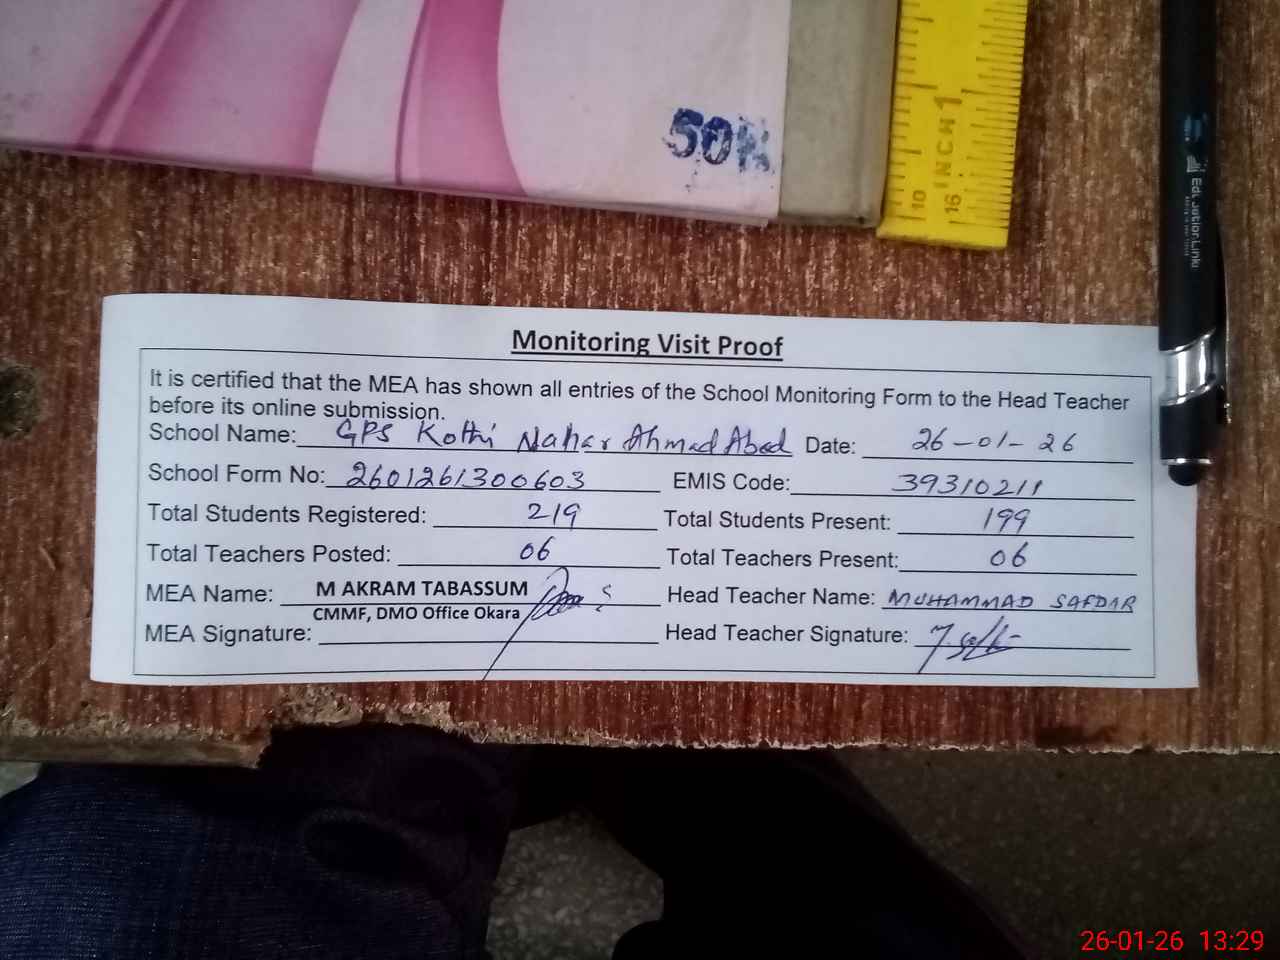 50K
INCH 1
10
16
Monitoring Visit Proof
It is certified that the MEA has shown all entries of the School Monitoring Form to the Head Teacher
before its online submission.
School Name: GPS Kothi Nahar Ahmad Abad Date: 26-01-26
School Form No: 2601261300603 EMIS Code: 39310211
Total Students Registered: 219 Total Students Present: 199
Total Teachers Posted: 06 Total Teachers Present: 06
MEA Name: M AKRAM TABASSUM Head Teacher Name: MUHAMMAD SAFDAR
CMMF, DMO Office Okara
MEA Signature: Head Teacher Signature:
26-01-26 13:29